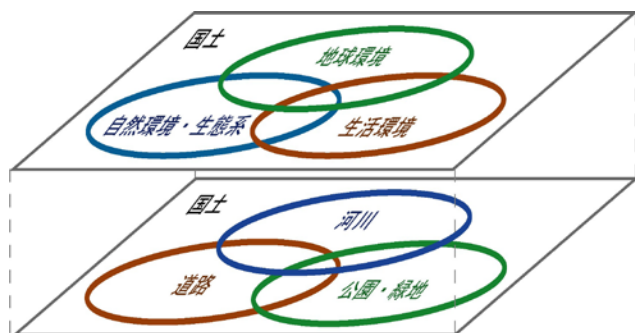 国土
地球環境
自然環境・生態系
生活環境
国土
河川
道路
公園・緑地